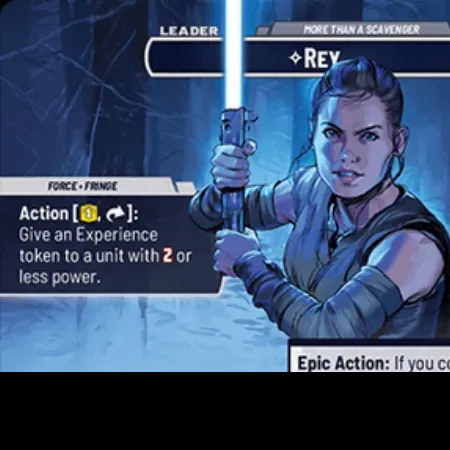 LEADER
MORE THAN A SCAVENGER
REY
FORCE • FRINGE
Action [1, ]:
Give an Experience
token to a unit with 2 or
less power.
Epic Action: If you co